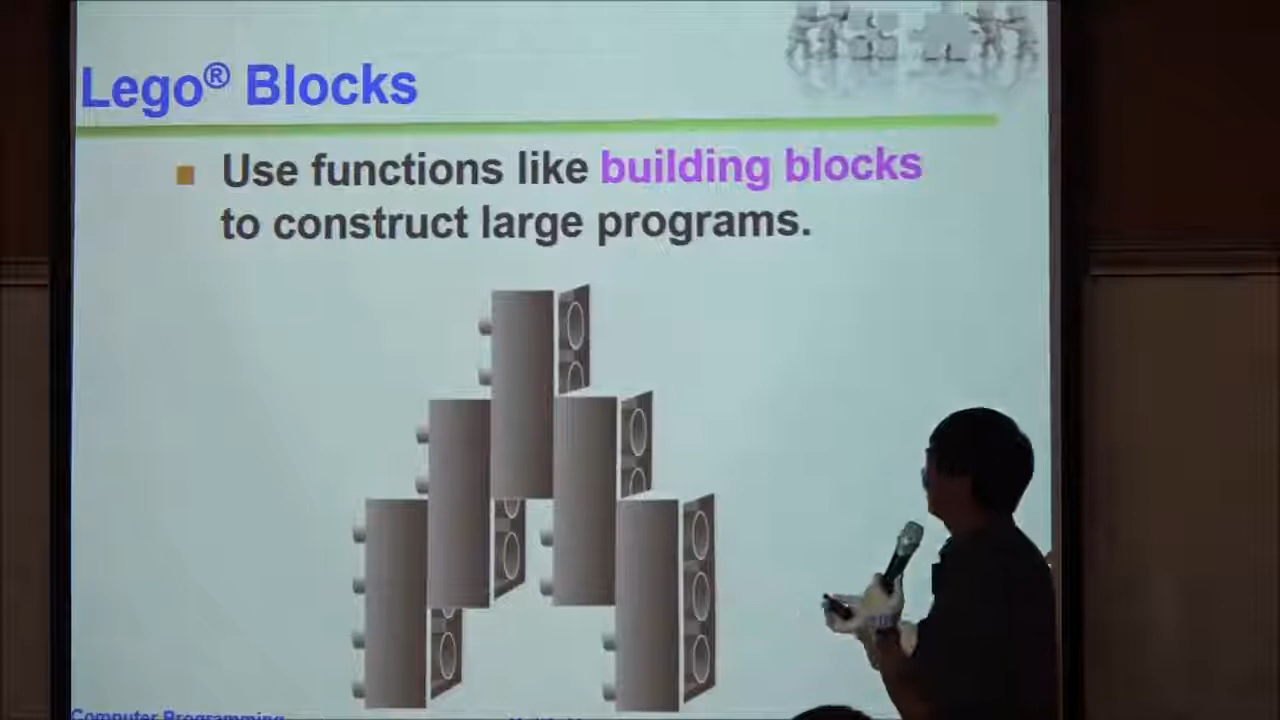 Lego® Blocks
Use functions like building blocks
to construct large programs.
Computer Programming